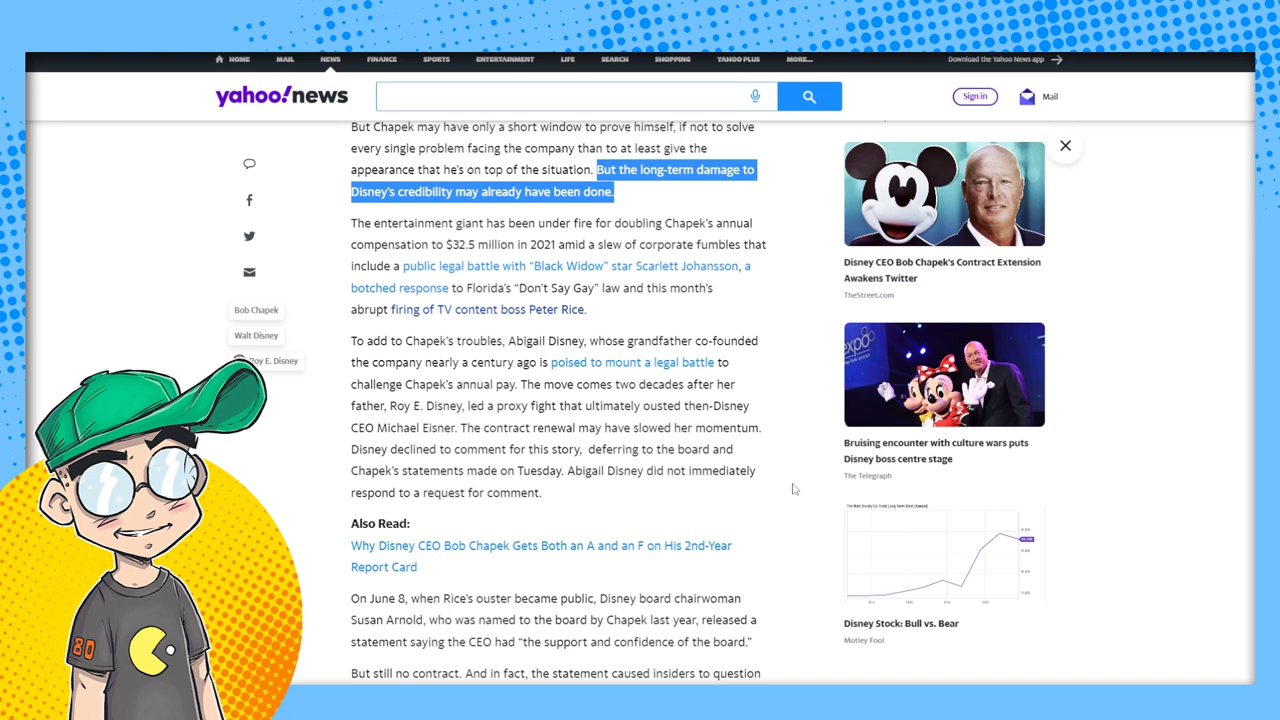 HOME MAIL NEWS FINANCE SPORTS ENTERTAINMENT LIFE SEARCH SHOPPING YAHOO PLUS MORE... Download the Yahoo News app
yahoo!news Sign in Mail
But Chapek may have only a short window to prove himself, if not to solve
every single problem facing the company than to at least give the
appearance that he's on top of the situation. But the long-term damage to
Disney's credibility may already have been done.
The entertainment giant has been under fire for doubling Chapek's annual
compensation to $32.5 million in 2021 amid a slew of corporate fumbles that
include a public legal battle with "Black Widow" star Scarlett Johansson, a
botched response to Florida's "Don't Say Gay" law and this month's
abrupt firing of TV content boss Peter Rice.
To add to Chapek's troubles, Abigail Disney, whose grandfather co-founded
the company nearly a century ago is poised to mount a legal battle to
challenge Chapek's annual pay. The move comes two decades after her
father, Roy E. Disney, led a proxy fight that ultimately ousted then-Disney
CEO Michael Eisner. The contract renewal may have slowed her momentum.
Disney declined to comment for this story, deferring to the board and
Chapek's statements made on Tuesday. Abigail Disney did not immediately
respond to a request for comment.
Also Read:
Why Disney CEO Bob Chapek Gets Both an A and an F on His 2nd-Year
Report Card
On June 8, when Rice's ouster became public, Disney board chairwoman
Susan Arnold, who was named to the board by Chapek last year, released a
statement saying the CEO had "the support and confidence of the board."
But still no contract. And in fact, the statement caused insiders to question
Bob Chapek
Walt Disney
Roy E. Disney
Disney CEO Bob Chapek's Contract Extension
Awakens Twitter
TheStreet.com
expo
Bruising encounter with culture wars puts
Disney boss centre stage
The Telegraph
Disney Stock: Bull vs. Bear
Motley Fool
80